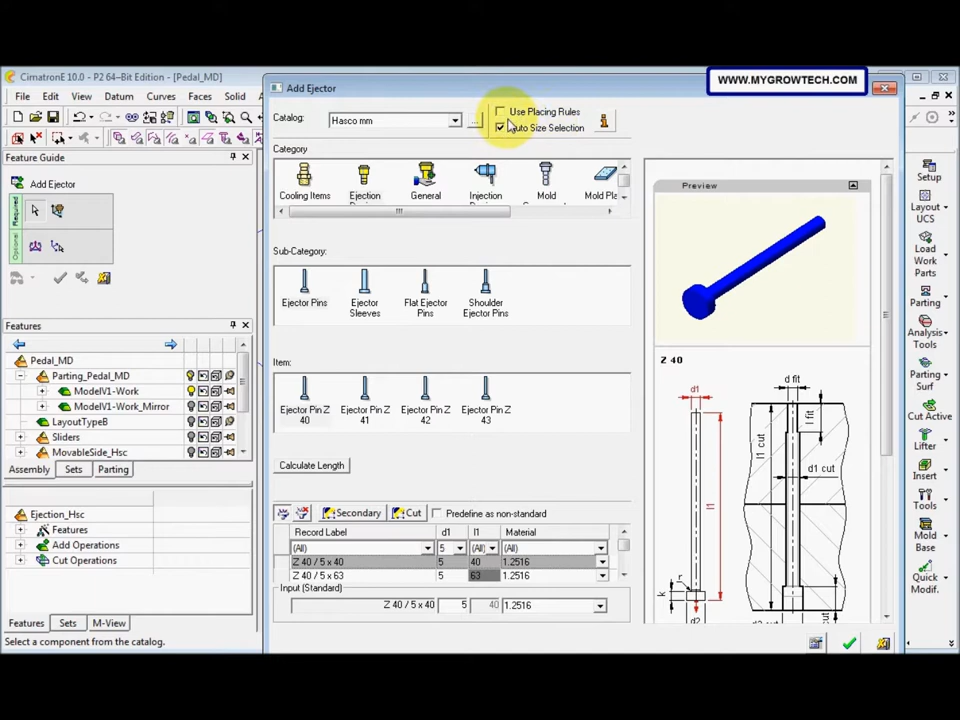 CimatronE 10.0 - P2 64-Bit Edition - [Pedal_MD]
WWW.MYGROWTECH.COM
File Edit View Datum Curves Faces Solid
Add Ejector
Feature Guide
Add Ejector
Required
Optional
Catalog: Hasco mm ...
Use Placing Rules
Auto Size Selection
Category
Cooling Items
Ejection
General
Injection
Mold
Mold Pla
Sub-Category:
Ejector Pins
Ejector Sleeves
Flat Ejector Pins
Shoulder Ejector Pins
Item:
Ejector Pin Z 40
Ejector Pin Z 41
Ejector Pin Z 42
Ejector Pin Z 43
Calculate Length
Secondary Cut Predefine as non-standard
Record Label d1 l1 Material
(All) 5 (All) (All)
Z 40 / 5 x 40 5 40 1.2516
Z 40 / 5 x 63 5 63 1.2516
Input (Standard)
Z 40 / 5 x 40 5 40 1.2516
Preview
Z 40
d1
d fit
l fit
l1 cut
d1 cut
l1
r
k
d2
Features
Pedal_MD
Parting_Pedal_MD
ModelV1-Work
ModelV1-Work_Mirror
LayoutTypeB
Sliders
MovableSide_Hsc
Assembly Sets Parting
Ejection_Hsc
Features
Add Operations
Cut Operations
Features Sets M-View
Select a component from the catalog.
Setup
Layout UCS
Load Work Parts
Parting
Analysis Tools
Parting Surf
Cut Active
Lifter
Insert
Tools
Mold Base
Quick Modif.